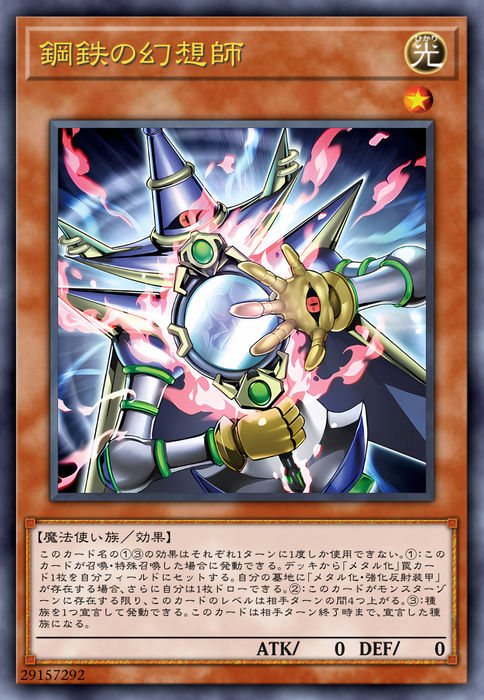 鋼鉄の幻想師
ひかり
光
【魔法使い族／効果】
このカード名の①③の効果はそれぞれ1ターンに1度しか使用できない。①：この
カードが召喚・特殊召喚した場合に発動できる。デッキから「メタル化」罠カー
ド1枚を自分フィールドにセットする。自分の墓地に「メタル化・強化反射装甲」
が存在する場合、さらに自分は1枚ドローできる。②：このカードがモンスターゾ
ーンに存在する限り、このカードのレベルは相手ターンの間4つ上がる。③：種
族を1つ宣言して発動できる。このカードは相手ターン終了時まで、宣言した種
族になる。
ATK/ 0 DEF/ 0
29157292